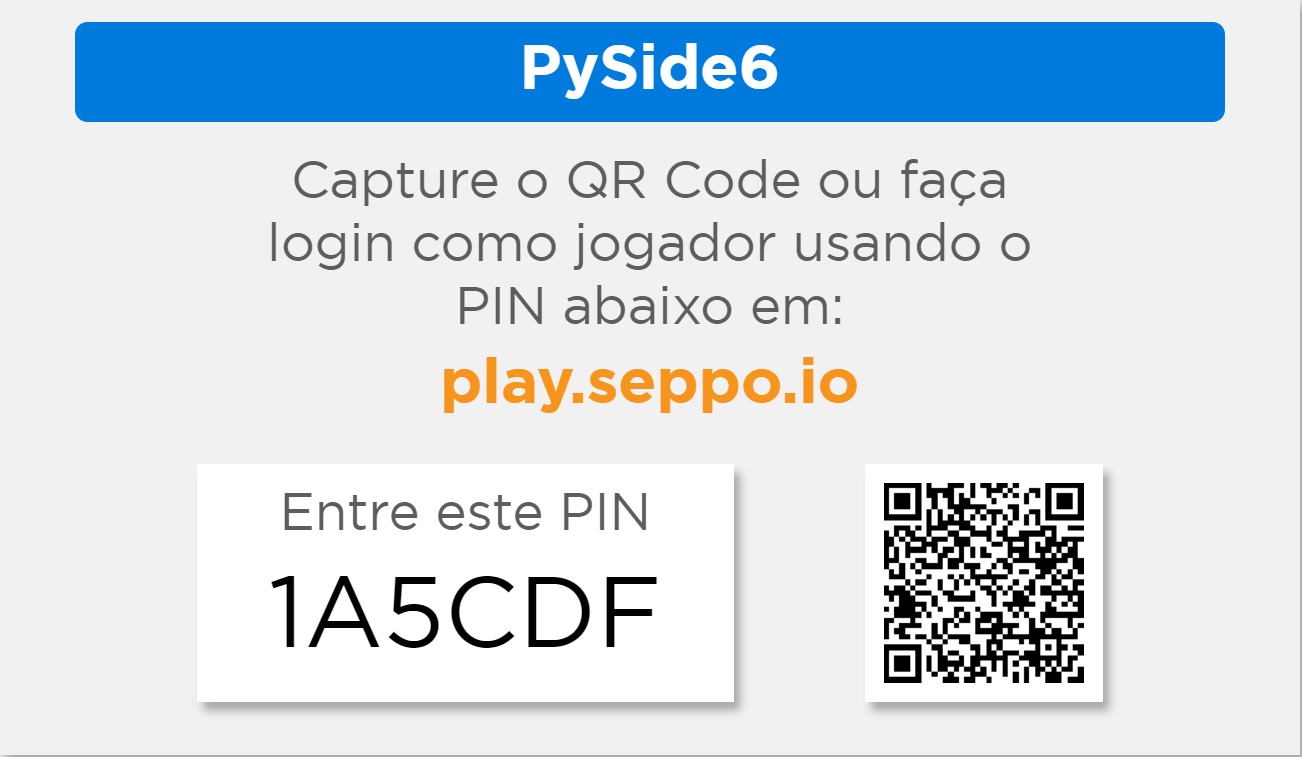 PySide6
Capture o QR Code ou faça
login como jogador usando o
PIN abaixo em:
play.seppo.io
Entre este PIN
1A5CDF